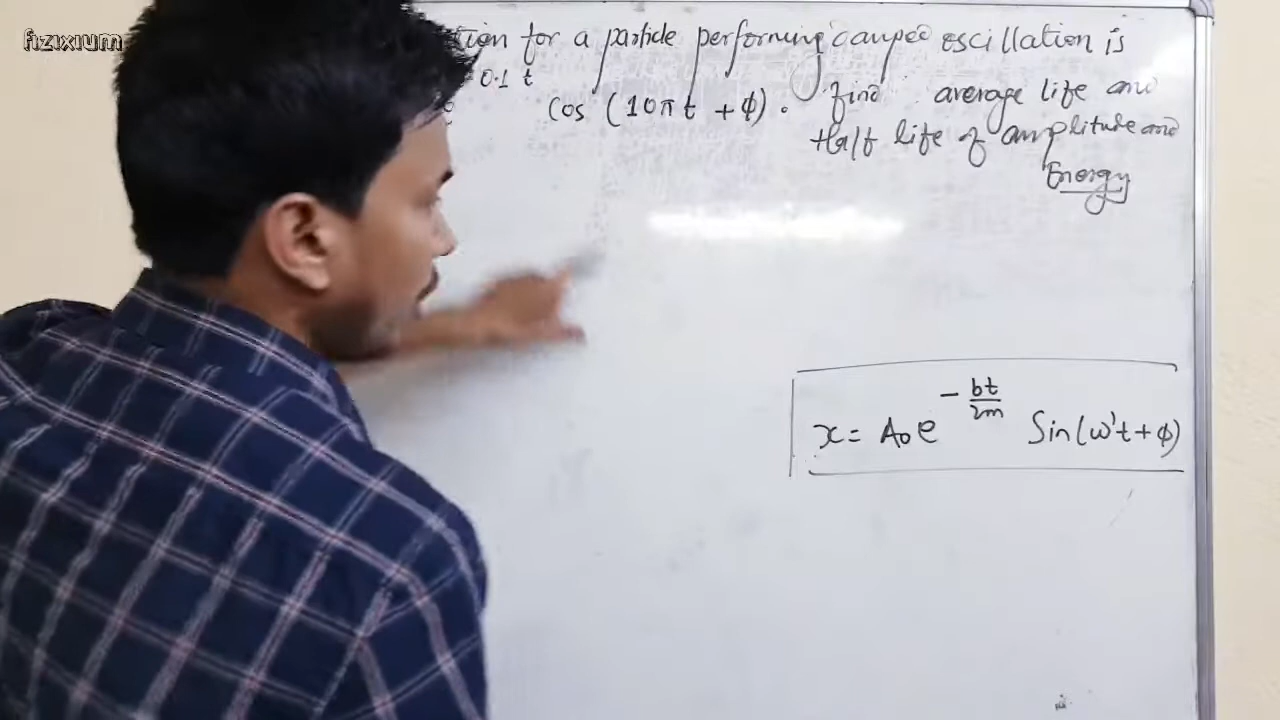 fizixium
tion for a particle performing damped oscillation is
0.1 t
cos (10πt + ϕ). find average life and
Half life of amplitude and
Energy
x = A₀ e^(-bt/2m) Sin(ω't + ϕ)